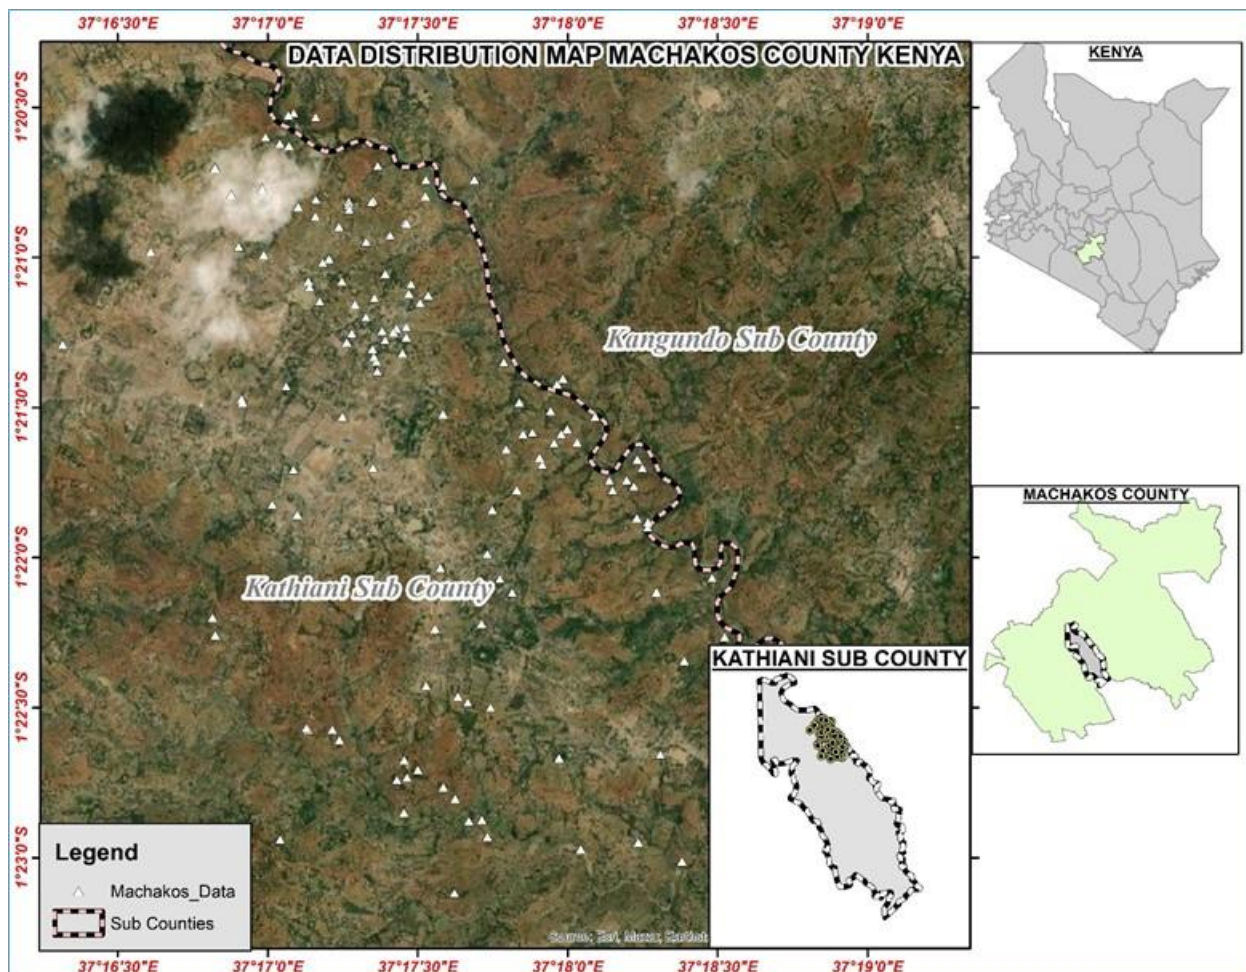 37°16'30"E 37°17'0"E 37°17'30"E 37°18'0"E 37°18'30"E 37°19'0"E
DATA DISTRIBUTION MAP MACHAKOS COUNTY KENYA
KENYA
1°20'30"S
1°21'0"S
1°21'30"S
1°22'0"S
1°22'30"S
1°23'0"S
Kangundo Sub County
Kathiani Sub County
MACHAKOS COUNTY
KATHIANI SUB COUNTY
Legend
Machakos_Data
Sub Counties
Source: Esri, Maxar, Earthst
37°16'30"E 37°17'0"E 37°17'30"E 37°18'0"E 37°18'30"E 37°19'0"E